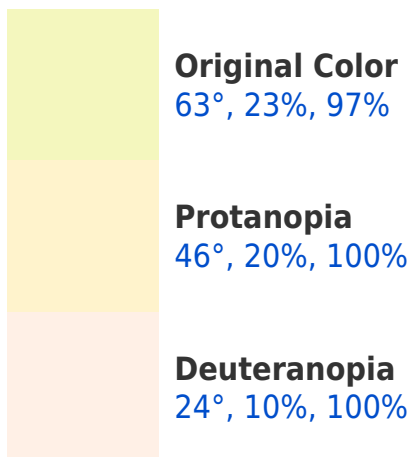 Original Color
63°, 23%, 97%
Protanopia
46°, 20%, 100%
Deuteranopia
24°, 10%, 100%